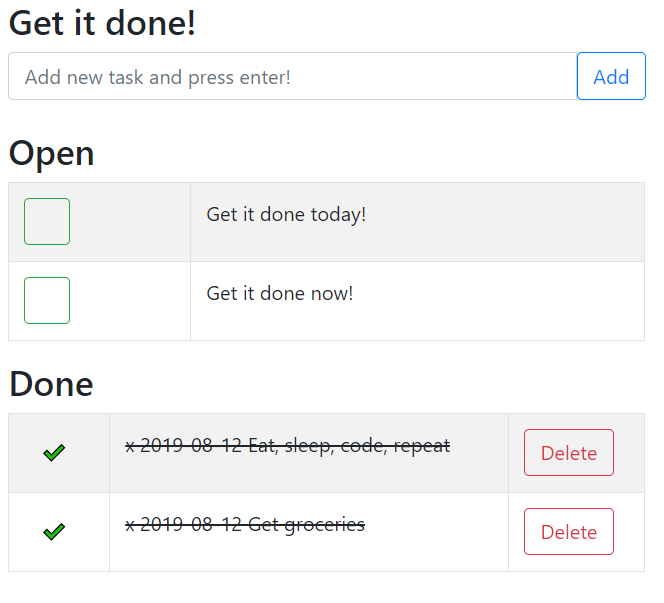 Get it done!
Add new task and press enter!
Add
Open
Get it done today!
Get it done now!
Done
x 2019-08-12 Eat, sleep, code, repeat
Delete
x 2019-08-12 Get groceries
Delete